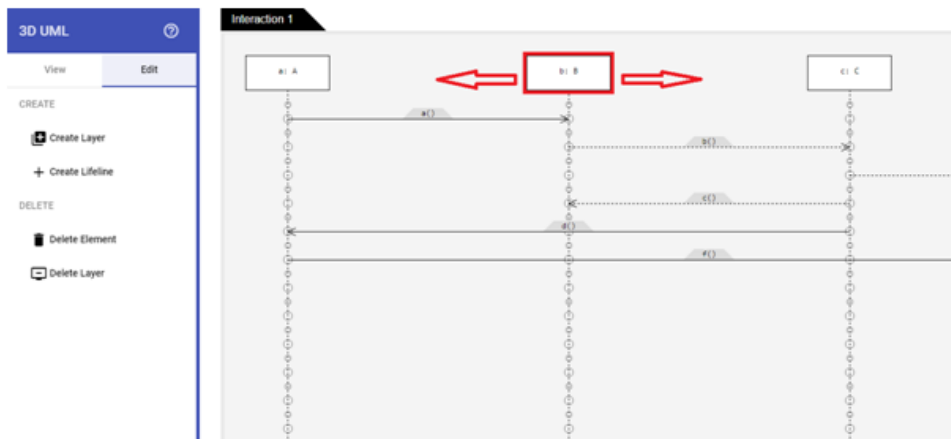 3D UML
View Edit
CREATE
Create Layer
Create Lifeline
DELETE
Delete Element
Delete Layer
Interaction 1
a: A
b: B
c: C
a()
b()
c()
d()
f()